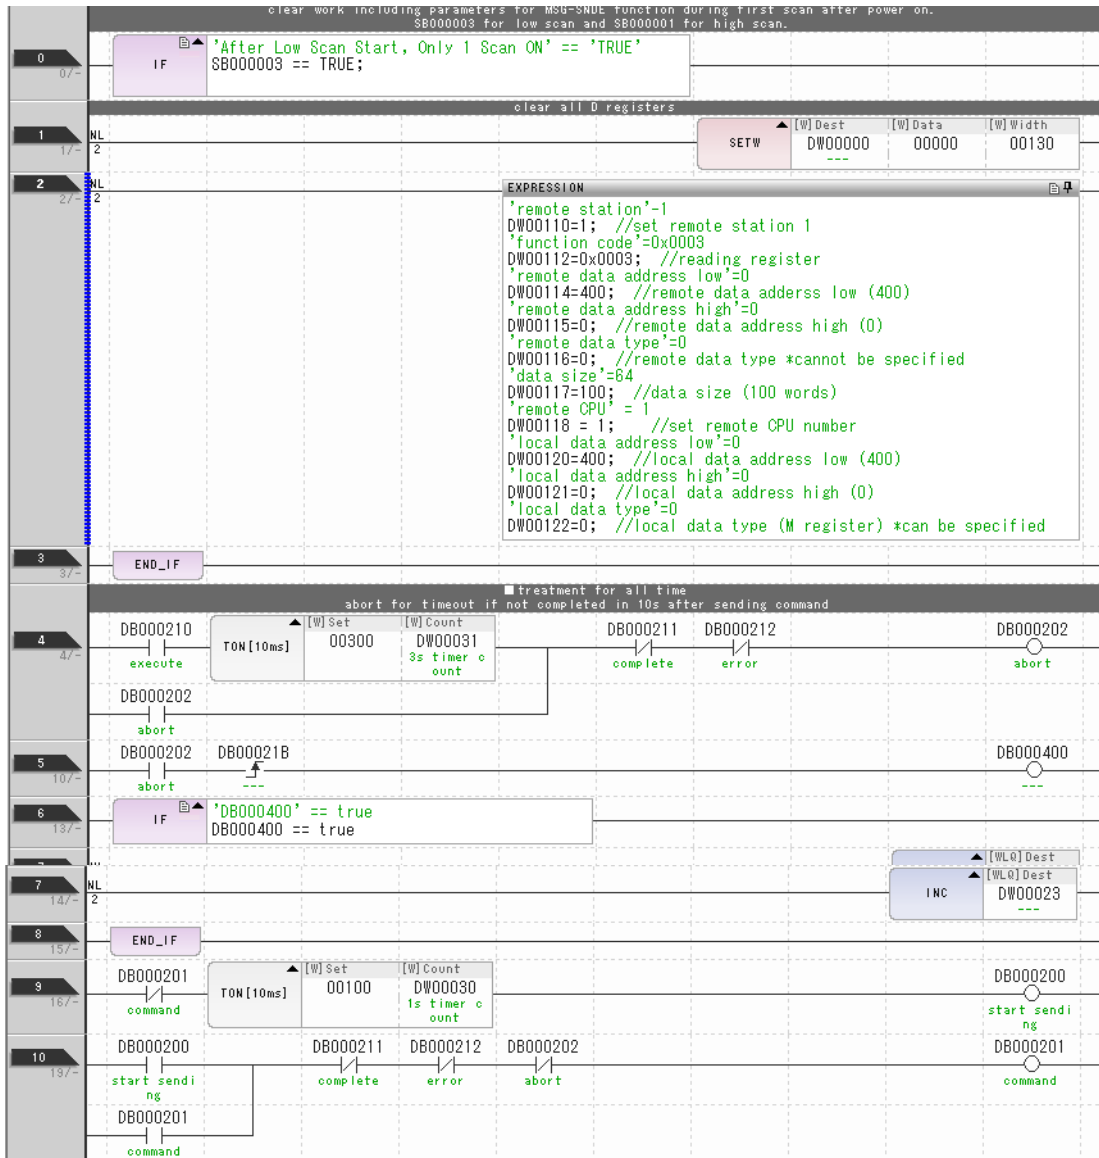 clear work including parameters for MSG-SNDE function during first scan after power on.
SB000003 for low scan and SB000001 for high scan.
0
0/-
IF
'After Low Scan Start, Only 1 Scan ON' == 'TRUE'
SB000003 == TRUE;
clear all D registers
1
1/-
NL
2
SETW
[W]Dest [W]Data [W]Width
DW00000 00000 00130
---
2
2/-
NL
2
EXPRESSION
'remote station'-1
DW00110=1; //set remote station 1
'function code'=0x0003
DW00112=0x0003; //reading register
'remote data address low'=0
DW00114=400; //remote data adderss low (400)
'remote data address high'=0
DW00115=0; //remote data address high (0)
'remote data type'=0
DW00116=0; //remote data type *cannot be specified
'data size'=64
DW00117=100; //data size (100 words)
'remote CPU' = 1
DW00118 = 1; //set remote CPU number
'local data address low'=0
DW00120=400; //local data address low (400)
'local data address high'=0
DW00121=0; //local data address high (0)
'local data type'=0
DW00122=0; //local data type (M register) *can be specified
3
3/-
END_IF
■treatment for all time
abort for timeout if not completed in 10s after sending command
4
4/-
DB000210
execute
TON[10ms]
[W]Set [W]Count
00300 DW00031
3s timer c
ount
DB000211 DB000212 DB000202
complete error abort
DB000202
abort
5
10/-
DB000202 DB00021B DB000400
abort --- ---
6
13/-
IF
'DB000400' == true
DB000400 == true
[WLQ]Dest
7
14/-
NL
2
INC
[WLQ]Dest
DW00023
---
8
15/-
END_IF
9
16/-
DB000201
command
TON[10ms]
[W]Set [W]Count
00100 DW00030
1s timer c
ount
DB000200
start sendi
ng
10
19/-
DB000200 DB000211 DB000212 DB000202 DB000201
start sendi complete error abort command
ng
DB000201
command